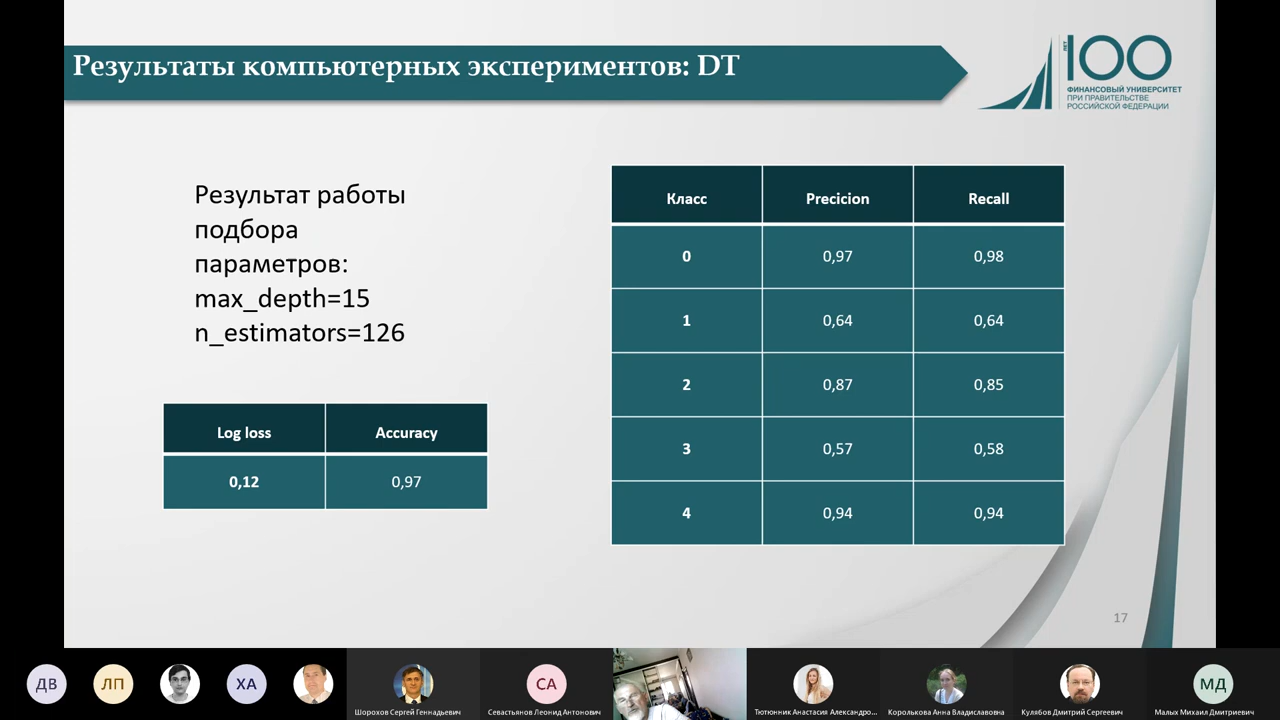 Результаты компьютерных экспериментов: DT
ЛЕТ
100
ФИНАНСОВЫЙ УНИВЕРСИТЕТ
ПРИ ПРАВИТЕЛЬСТВЕ
РОССИЙСКОЙ ФЕДЕРАЦИИ
Результат работы
подбора
параметров:
max_depth=15
n_estimators=126
Log loss Accuracy
0,12 0,97
Класс Precicion Recall
0 0,97 0,98
1 0,64 0,64
2 0,87 0,85
3 0,57 0,58
4 0,94 0,94
17
ДВ ЛП ХА СА МД
Шорохов Сергей Геннадьевич Севастьянов Леонид Антонович Тютюнник Анастасия Александро... Королькова Анна Владиславовна Кулябов Дмитрий Сергеевич Малых Михаил Дмитриевич